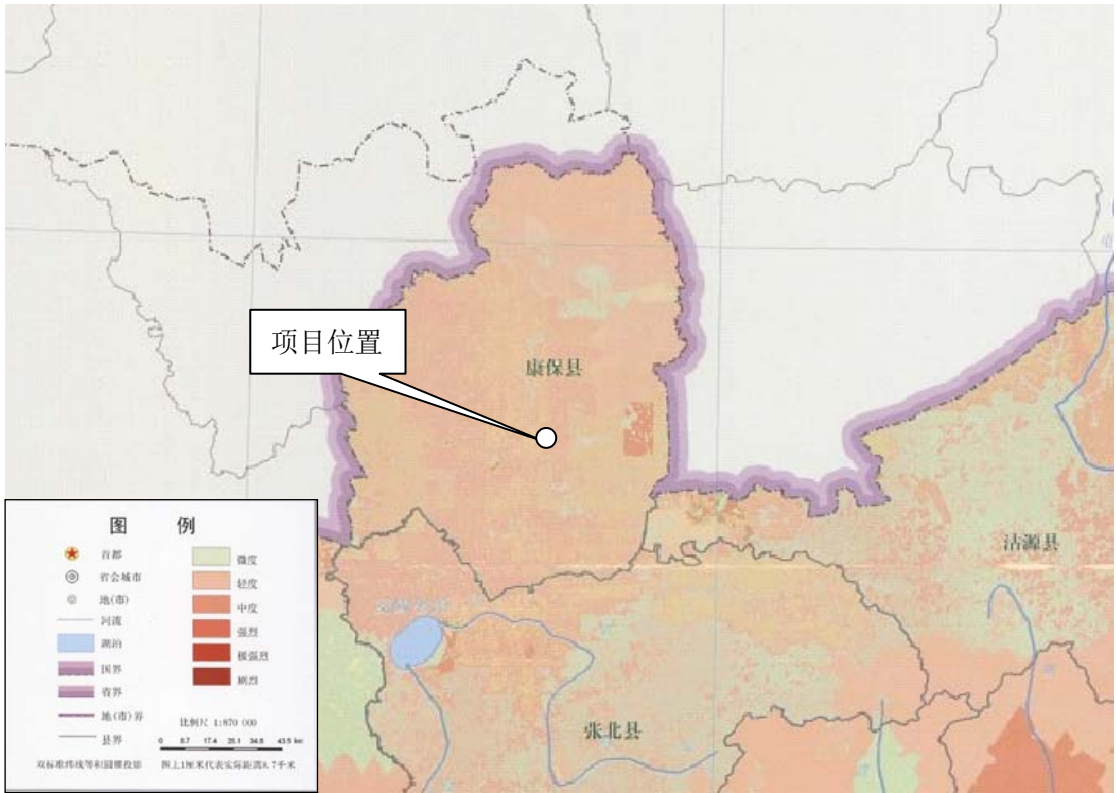 项目位置
康保县
沽源县
张北县
图 例
首都
省会城市
地(市)
河流
湖泊
国界
省界
地(市)界
县界
微度
轻度
中度
强烈
极强烈
剧烈
比例尺 1:870 000
0 8.7 17.4 26.1 34.8 43.5 km
双标准纬线等积圆锥投影 图上1厘米代表实际距离8.7千米